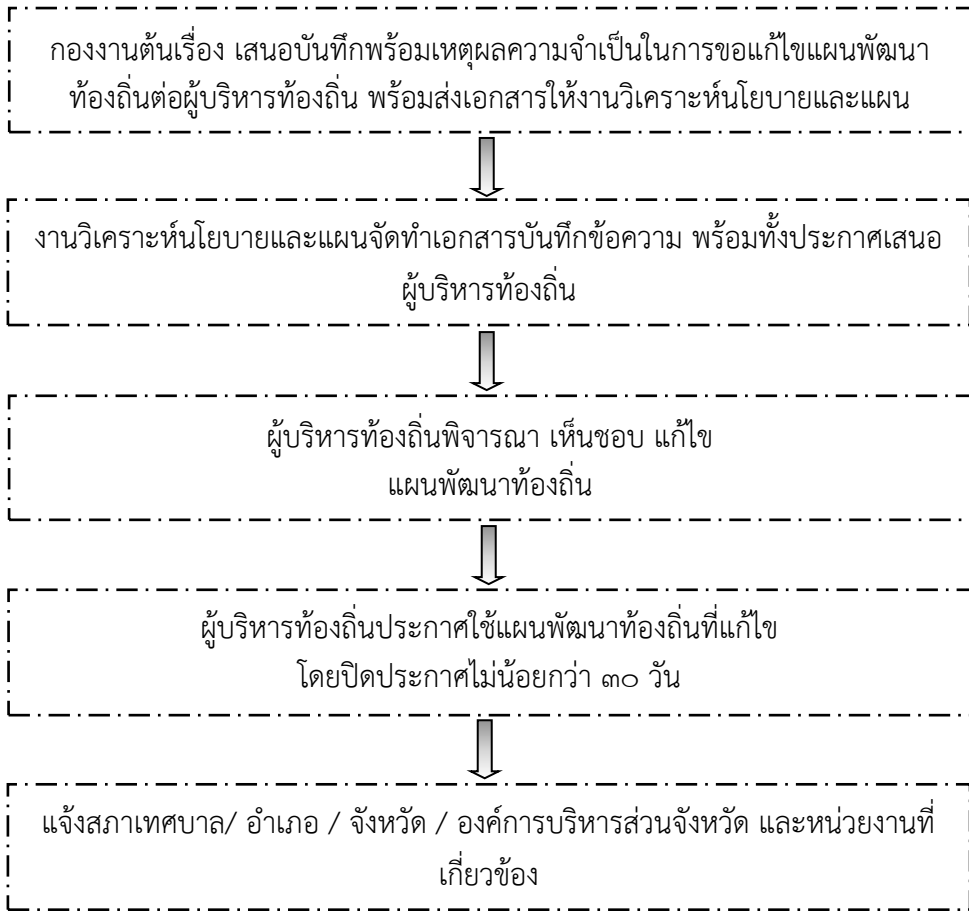 กองงานต้นเรื่อง เสนอบันทึกพร้อมเหตุผลความจำเป็นในการขอแก้ไขแผนพัฒนา
ท้องถิ่นต่อผู้บริหารท้องถิ่น พร้อมส่งเอกสารให้งานวิเคราะห์นโยบายและแผน
งานวิเคราะห์นโยบายและแผนจัดทำเอกสารบันทึกข้อความ พร้อมทั้งประกาศเสนอ
ผู้บริหารท้องถิ่น
ผู้บริหารท้องถิ่นพิจารณา เห็นชอบ แก้ไข
แผนพัฒนาท้องถิ่น
ผู้บริหารท้องถิ่นประกาศใช้แผนพัฒนาท้องถิ่นที่แก้ไข
โดยปิดประกาศไม่น้อยกว่า ๓๐ วัน
แจ้งสภาเทศบาล/ อำเภอ / จังหวัด / องค์การบริหารส่วนจังหวัด และหน่วยงานที่
เกี่ยวข้อง